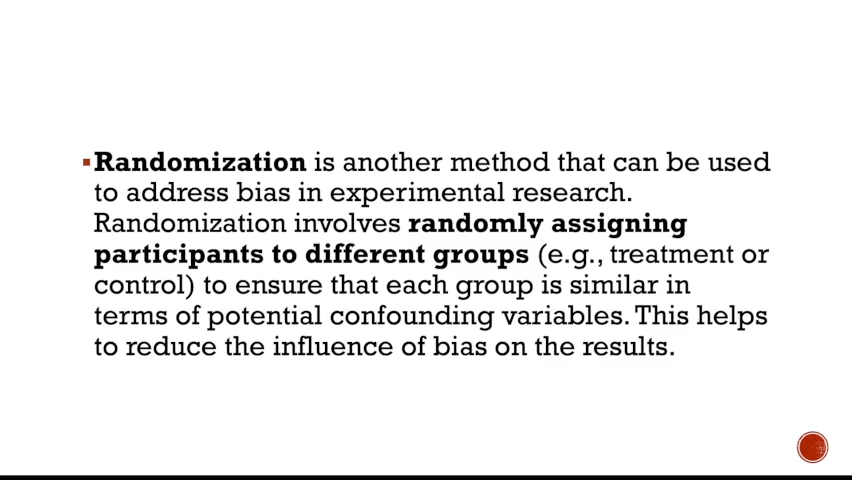 ▪Randomization is another method that can be used
to address bias in experimental research.
Randomization involves randomly assigning
participants to different groups (e.g., treatment or
control) to ensure that each group is similar in
terms of potential confounding variables. This helps
to reduce the influence of bias on the results.